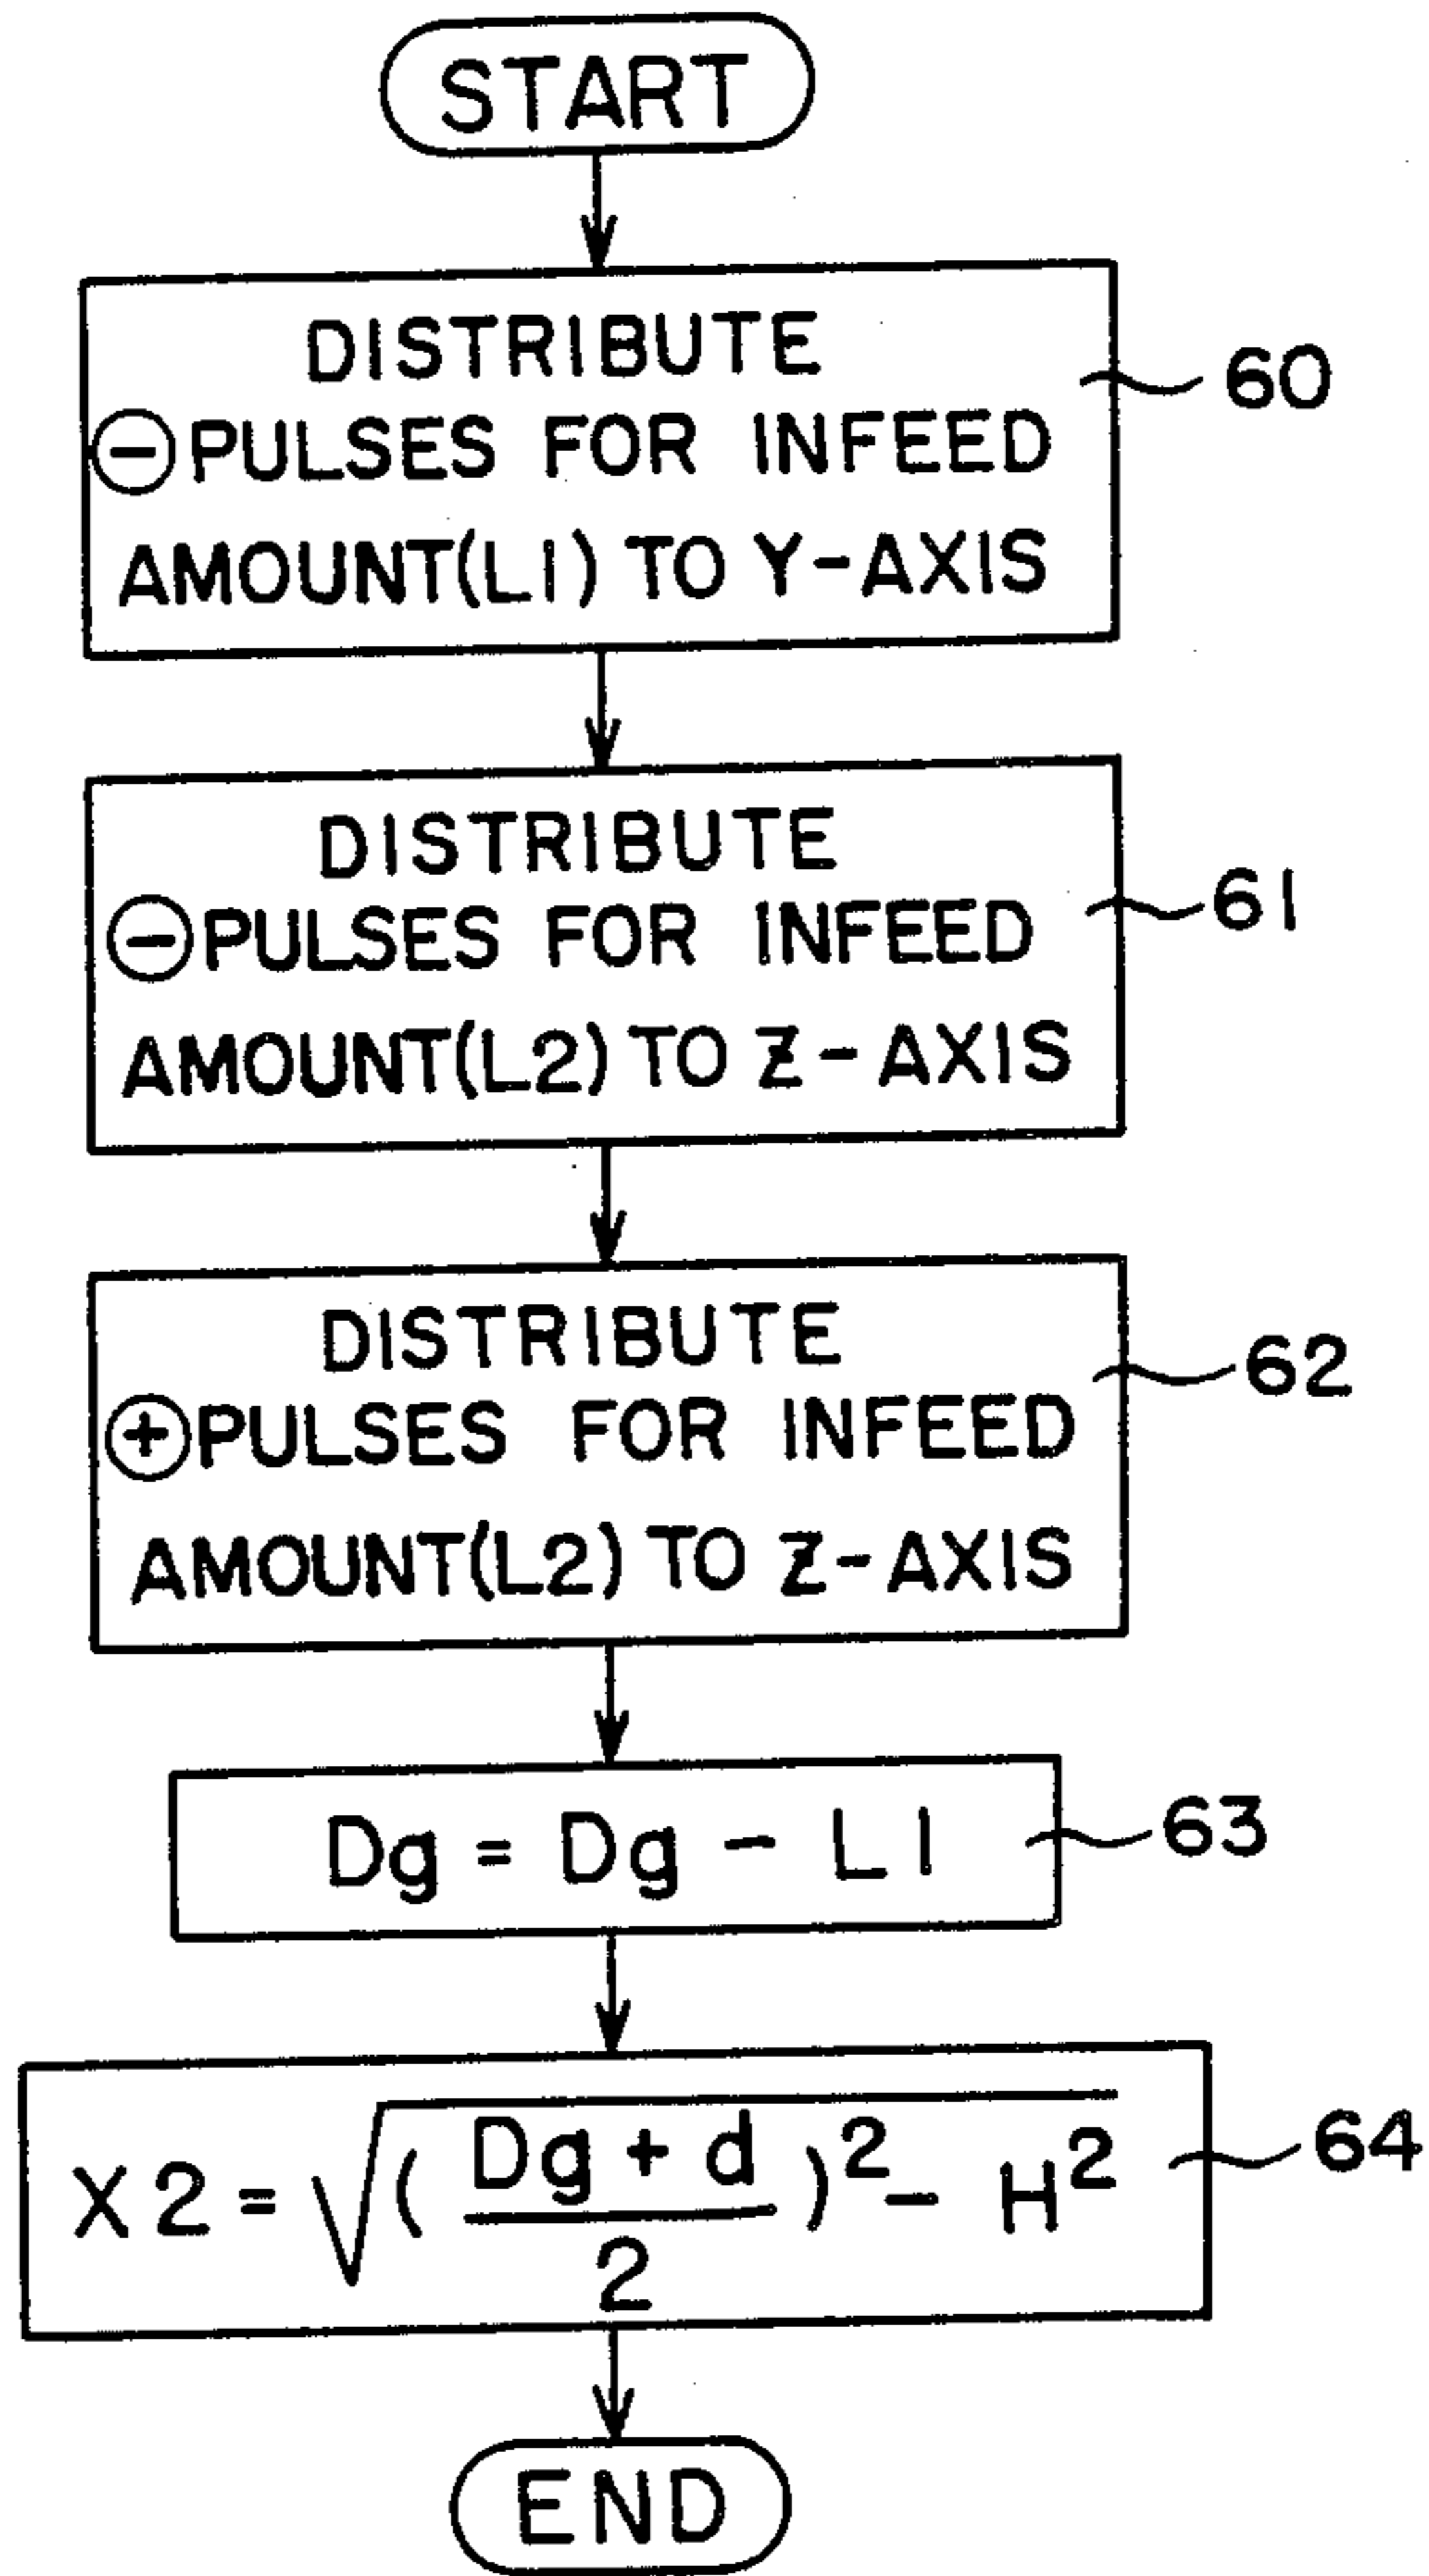 START
DISTRIBUTE
⊖ PULSES FOR INFEED
AMOUNT(L1) TO Y-AXIS
60
DISTRIBUTE
⊖ PULSES FOR INFEED
AMOUNT(L2) TO Z-AXIS
61
DISTRIBUTE
⊕ PULSES FOR INFEED
AMOUNT(L2) TO Z-AXIS
62
Dg = Dg - L1
63
X2 = √((Dg + d)/2)² - H²
64
END